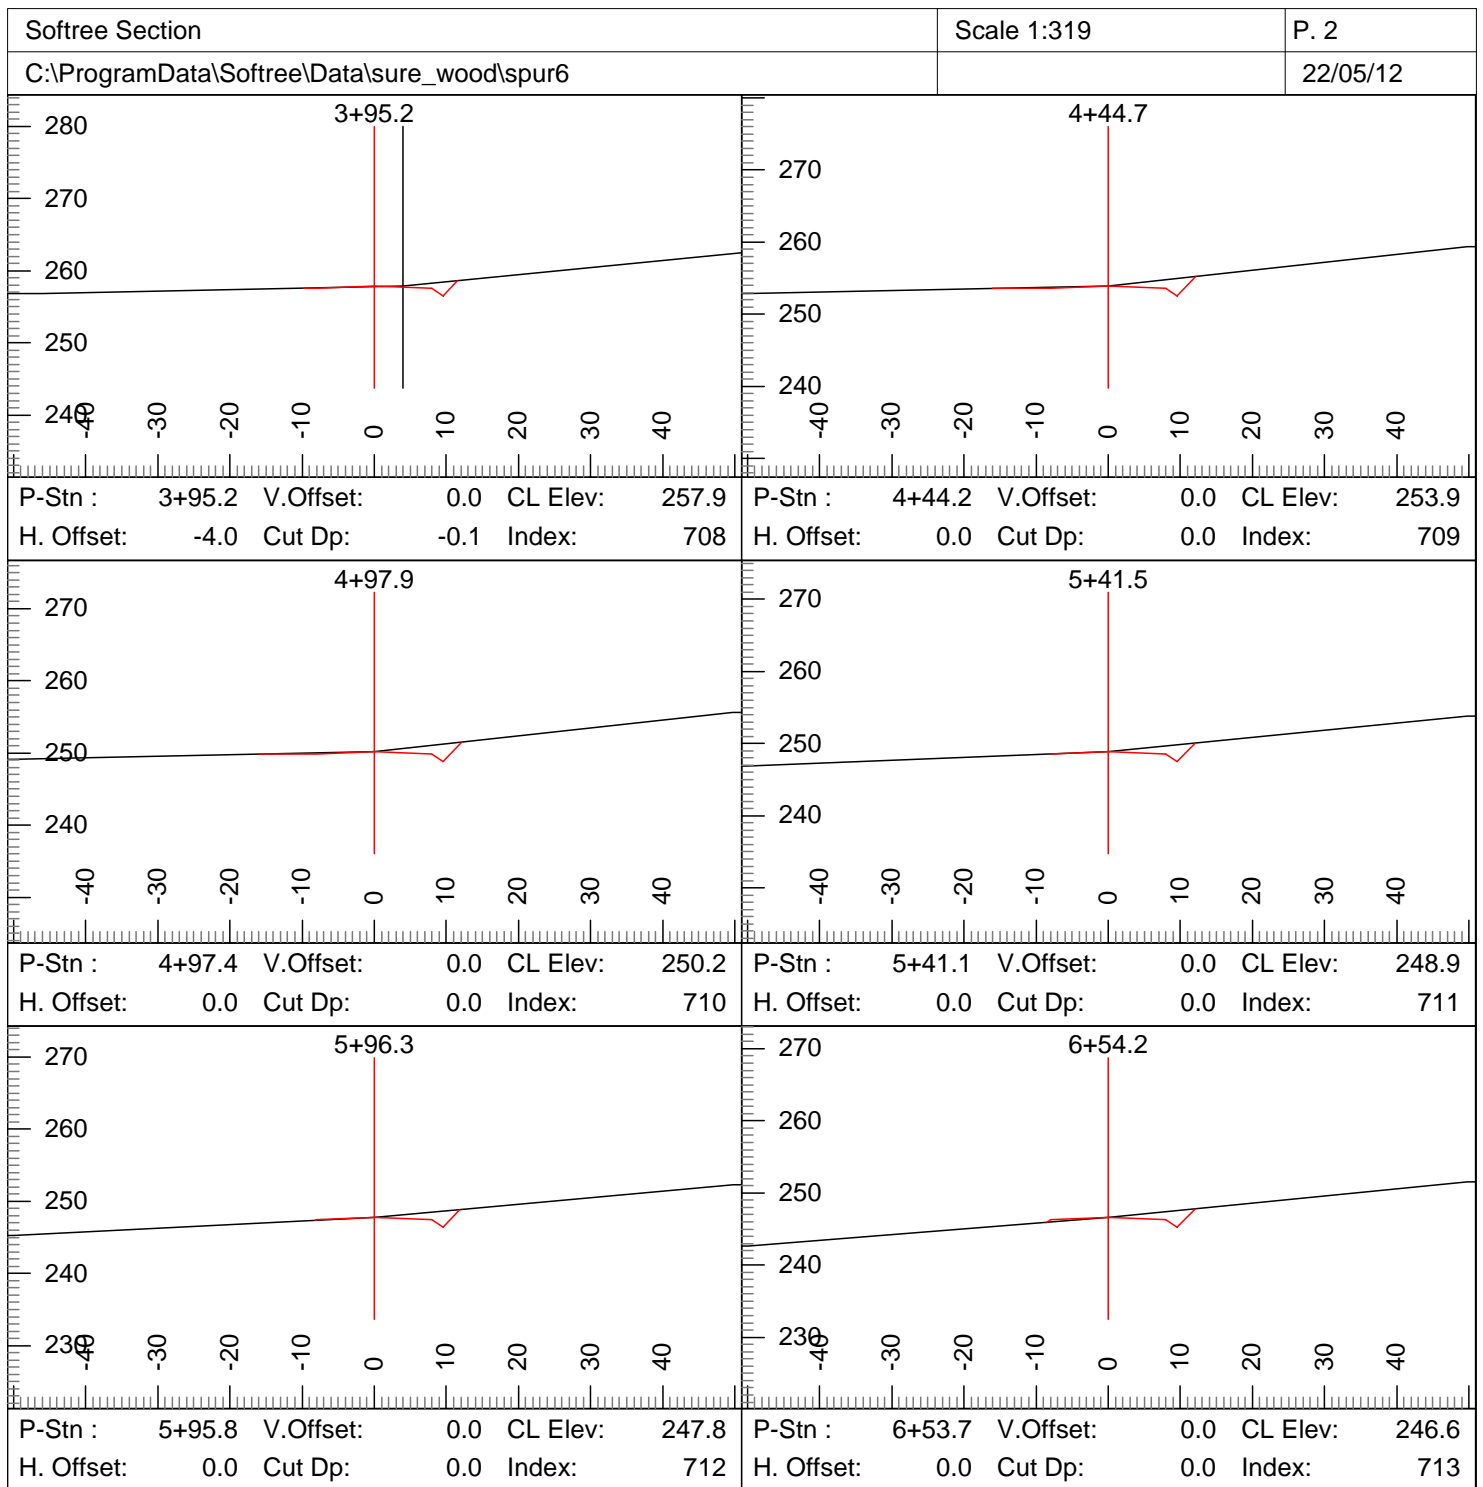 Softree Section Scale 1:319 P. 2
C:\ProgramData\Softree\Data\sure_wood\spur6 22/05/12
3+95.2
280
270
260
250
240
-40 -30 -20 -10 0 10 20 30 40
P-Stn : 3+95.2 V.Offset: 0.0 CL Elev: 257.9
H. Offset: -4.0 Cut Dp: -0.1 Index: 708
4+44.7
270
260
250
240
-40 -30 -20 -10 0 10 20 30 40
P-Stn : 4+44.2 V.Offset: 0.0 CL Elev: 253.9
H. Offset: 0.0 Cut Dp: 0.0 Index: 709
4+97.9
270
260
250
240
-40 -30 -20 -10 0 10 20 30 40
P-Stn : 4+97.4 V.Offset: 0.0 CL Elev: 250.2
H. Offset: 0.0 Cut Dp: 0.0 Index: 710
5+41.5
270
260
250
240
-40 -30 -20 -10 0 10 20 30 40
P-Stn : 5+41.1 V.Offset: 0.0 CL Elev: 248.9
H. Offset: 0.0 Cut Dp: 0.0 Index: 711
5+96.3
270
260
250
240
230
-40 -30 -20 -10 0 10 20 30 40
P-Stn : 5+95.8 V.Offset: 0.0 CL Elev: 247.8
H. Offset: 0.0 Cut Dp: 0.0 Index: 712
6+54.2
270
260
250
240
230
-40 -30 -20 -10 0 10 20 30 40
P-Stn : 6+53.7 V.Offset: 0.0 CL Elev: 246.6
H. Offset: 0.0 Cut Dp: 0.0 Index: 713